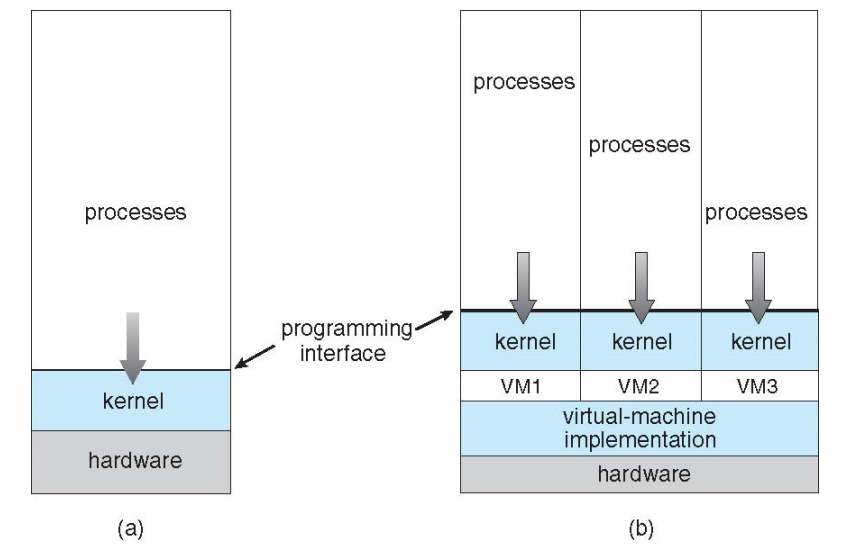 processes
programming
interface
kernel
hardware
(a)
processes
processes
processes
kernel
kernel
kernel
VM1
VM2
VM3
virtual-machine
implementation
hardware
(b)